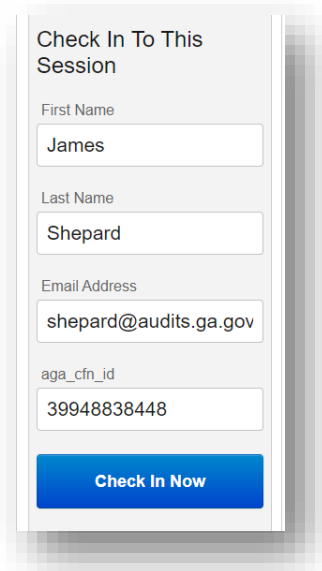 Check In To This
Session
First Name
James
Last Name
Shepard
Email Address
shepard@audits.ga.gov
aga_cfn_id
39948838448
Check In Now